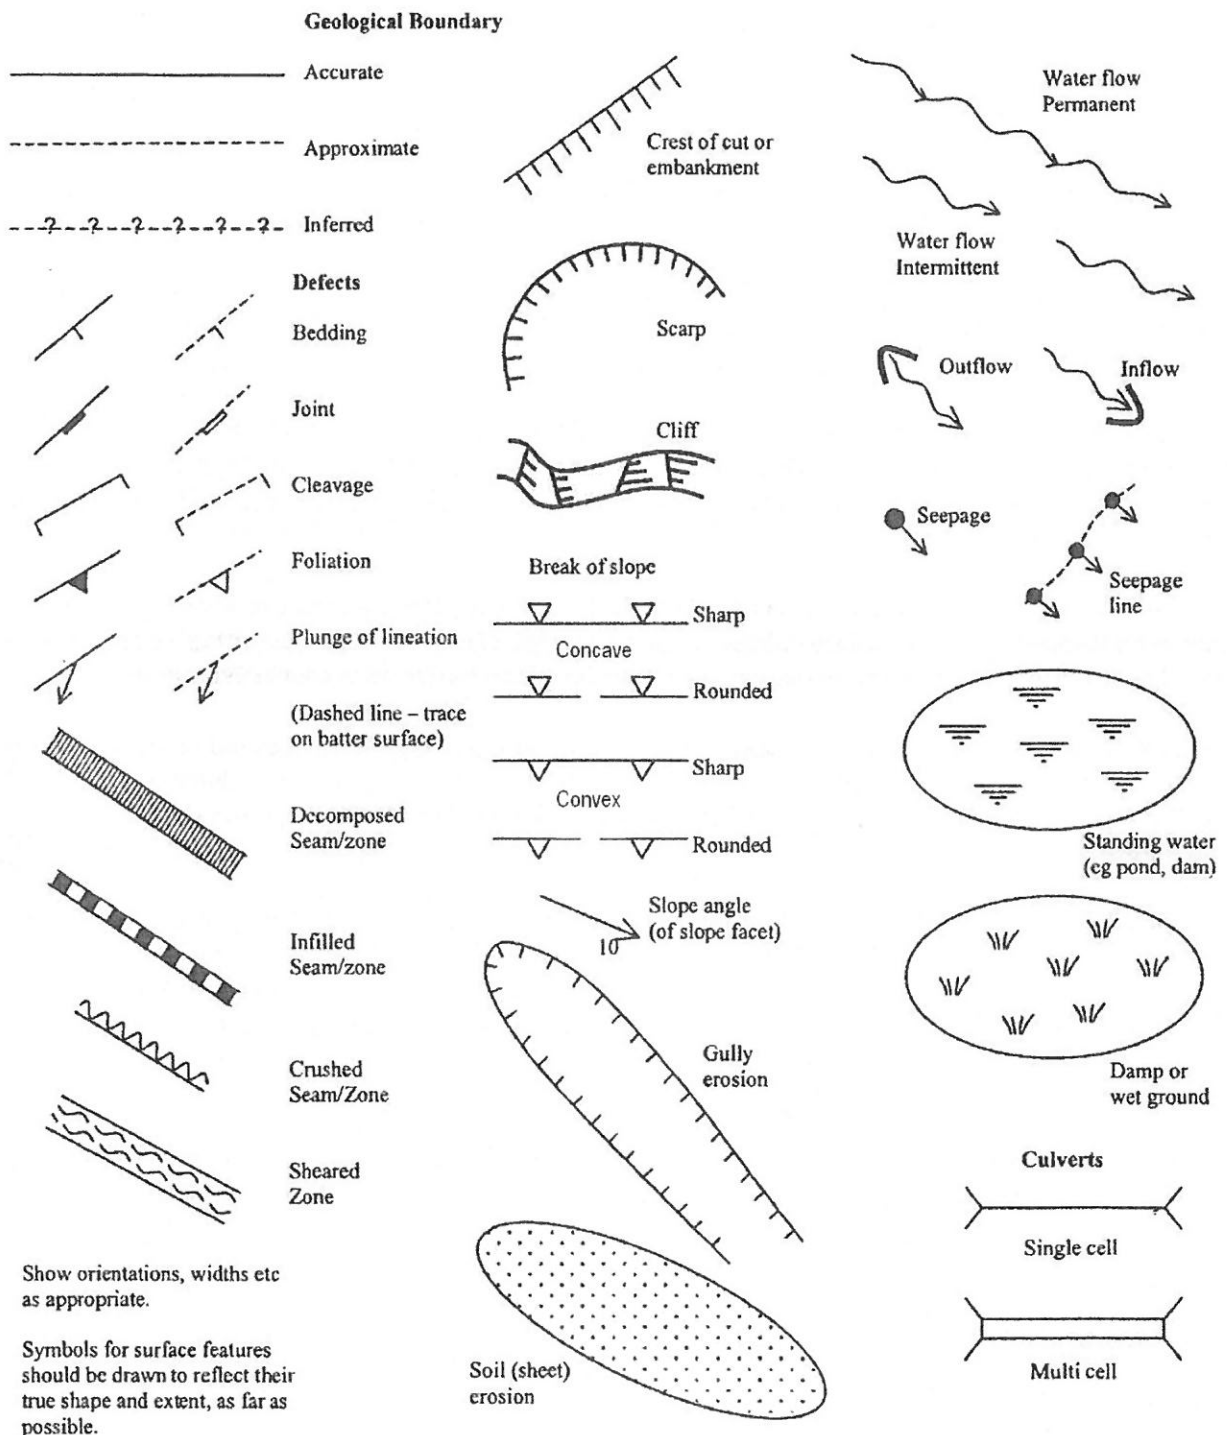 Geological Boundary
Accurate
Approximate
--?--?--?--?--?--?-
Inferred
Defects
Bedding
Joint
Cleavage
Foliation
Plunge of lineation
(Dashed line – trace
on batter surface)
Decomposed
Seam/zone
Infilled
Seam/zone
Crushed
Seam/Zone
Sheared
Zone
Show orientations, widths etc
as appropriate.
Symbols for surface features
should be drawn to reflect their
true shape and extent, as far as
possible.
Crest of cut or
embankment
Scarp
Cliff
Break of slope
Sharp
Concave
Rounded
Sharp
Convex
Rounded
Slope angle
(of slope facet)
10
Gully
erosion
Soil (sheet)
erosion
Water flow
Permanent
Water flow
Intermittent
Outflow
Inflow
Seepage
Seepage
line
Standing water
(eg pond, dam)
Damp or
wet ground
Culverts
Single cell
Multi cell